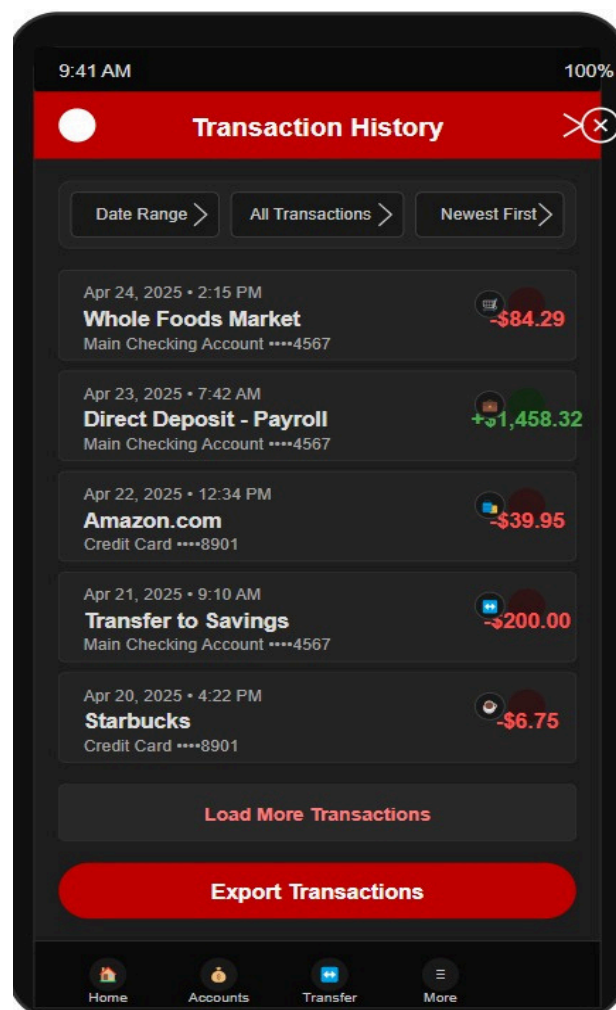 9:41 AM 100%
Transaction History
Date Range All Transactions Newest First
Apr 24, 2025 • 2:15 PM
Whole Foods Market -$84.29
Main Checking Account ••••4567
Apr 23, 2025 • 7:42 AM
Direct Deposit - Payroll +$1,458.32
Main Checking Account ••••4567
Apr 22, 2025 • 12:34 PM
Amazon.com -$39.95
Credit Card ••••8901
Apr 21, 2025 • 9:10 AM
Transfer to Savings -$200.00
Main Checking Account ••••4567
Apr 20, 2025 • 4:22 PM
Starbucks -$6.75
Credit Card ••••8901
Load More Transactions
Export Transactions
Home Accounts Transfer More